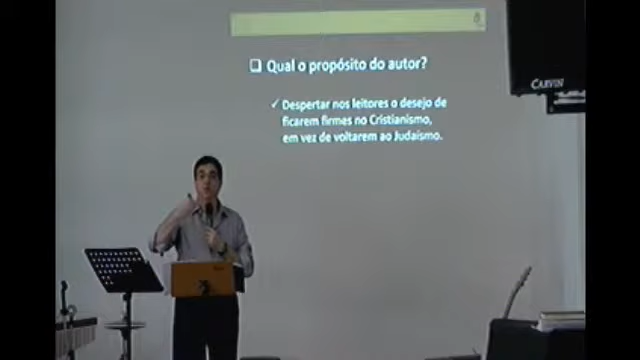 Qual o propósito do autor?
Despertar nos leitores o desejo de
ficarem firmes no Cristianismo,
em vez de voltarem ao Judaísmo.
CARVIN